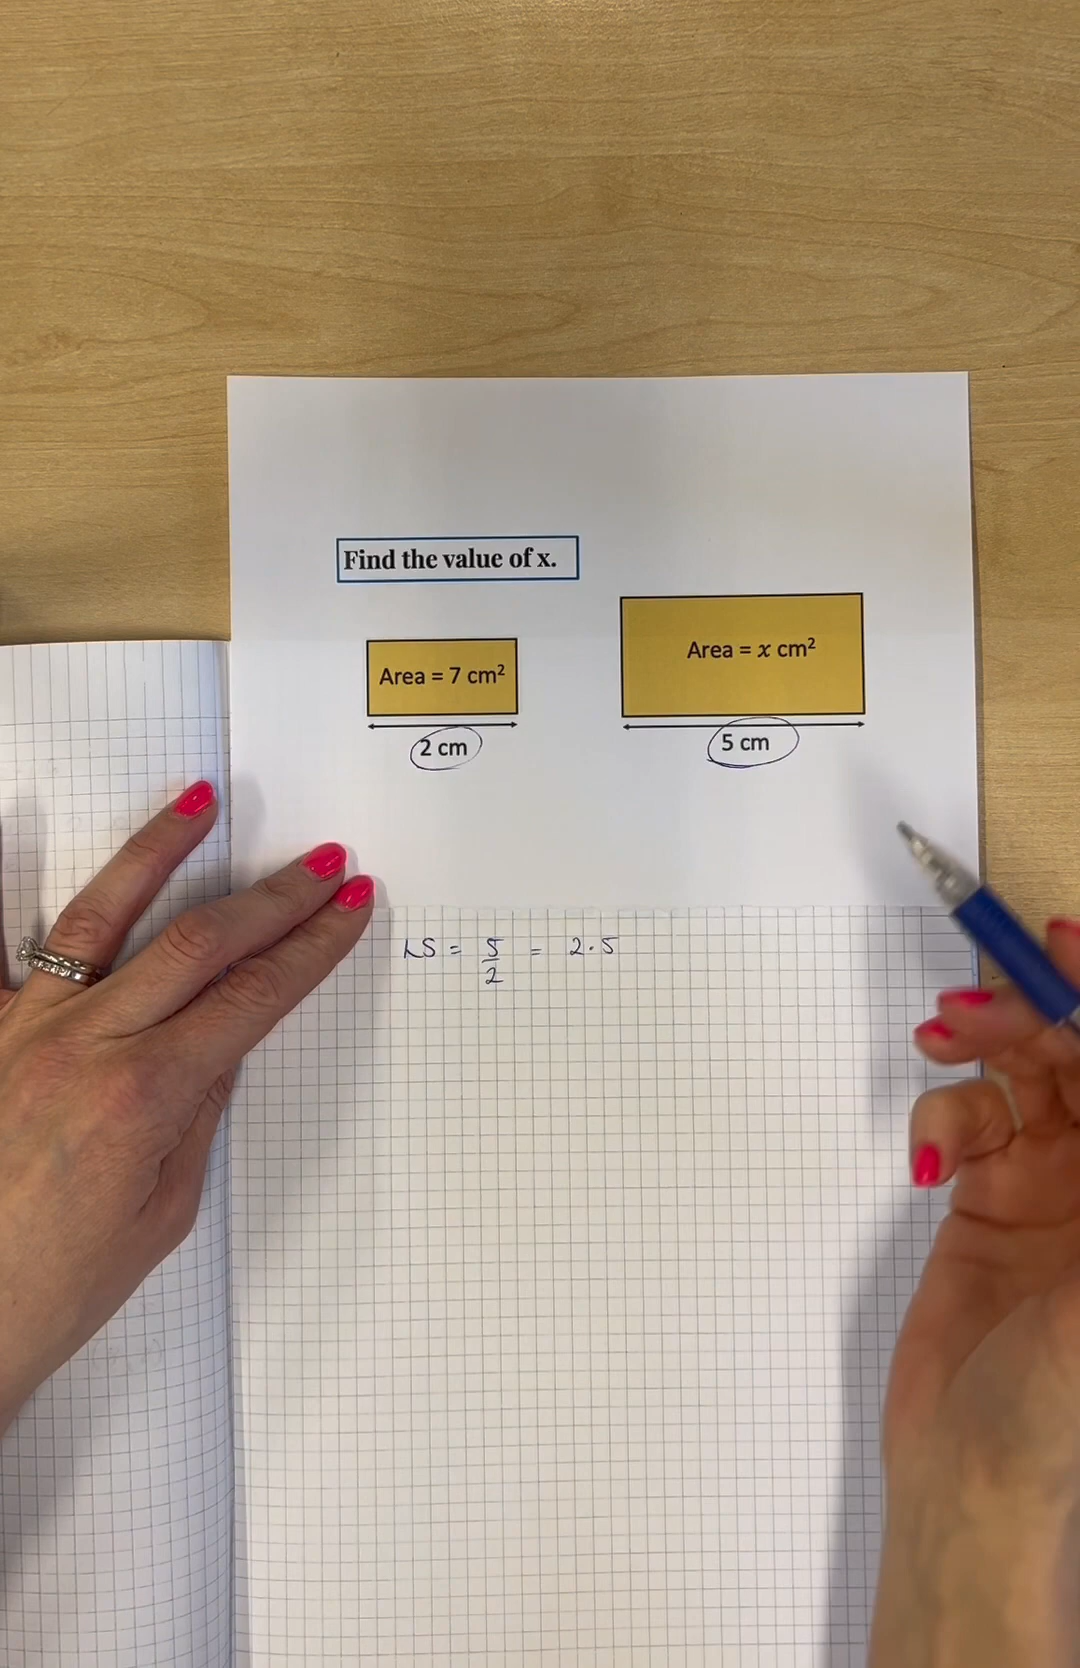 Find the value of x.
Area = 7 cm²
Area = x cm²
2 cm
5 cm
LS = 5/2 = 2.5